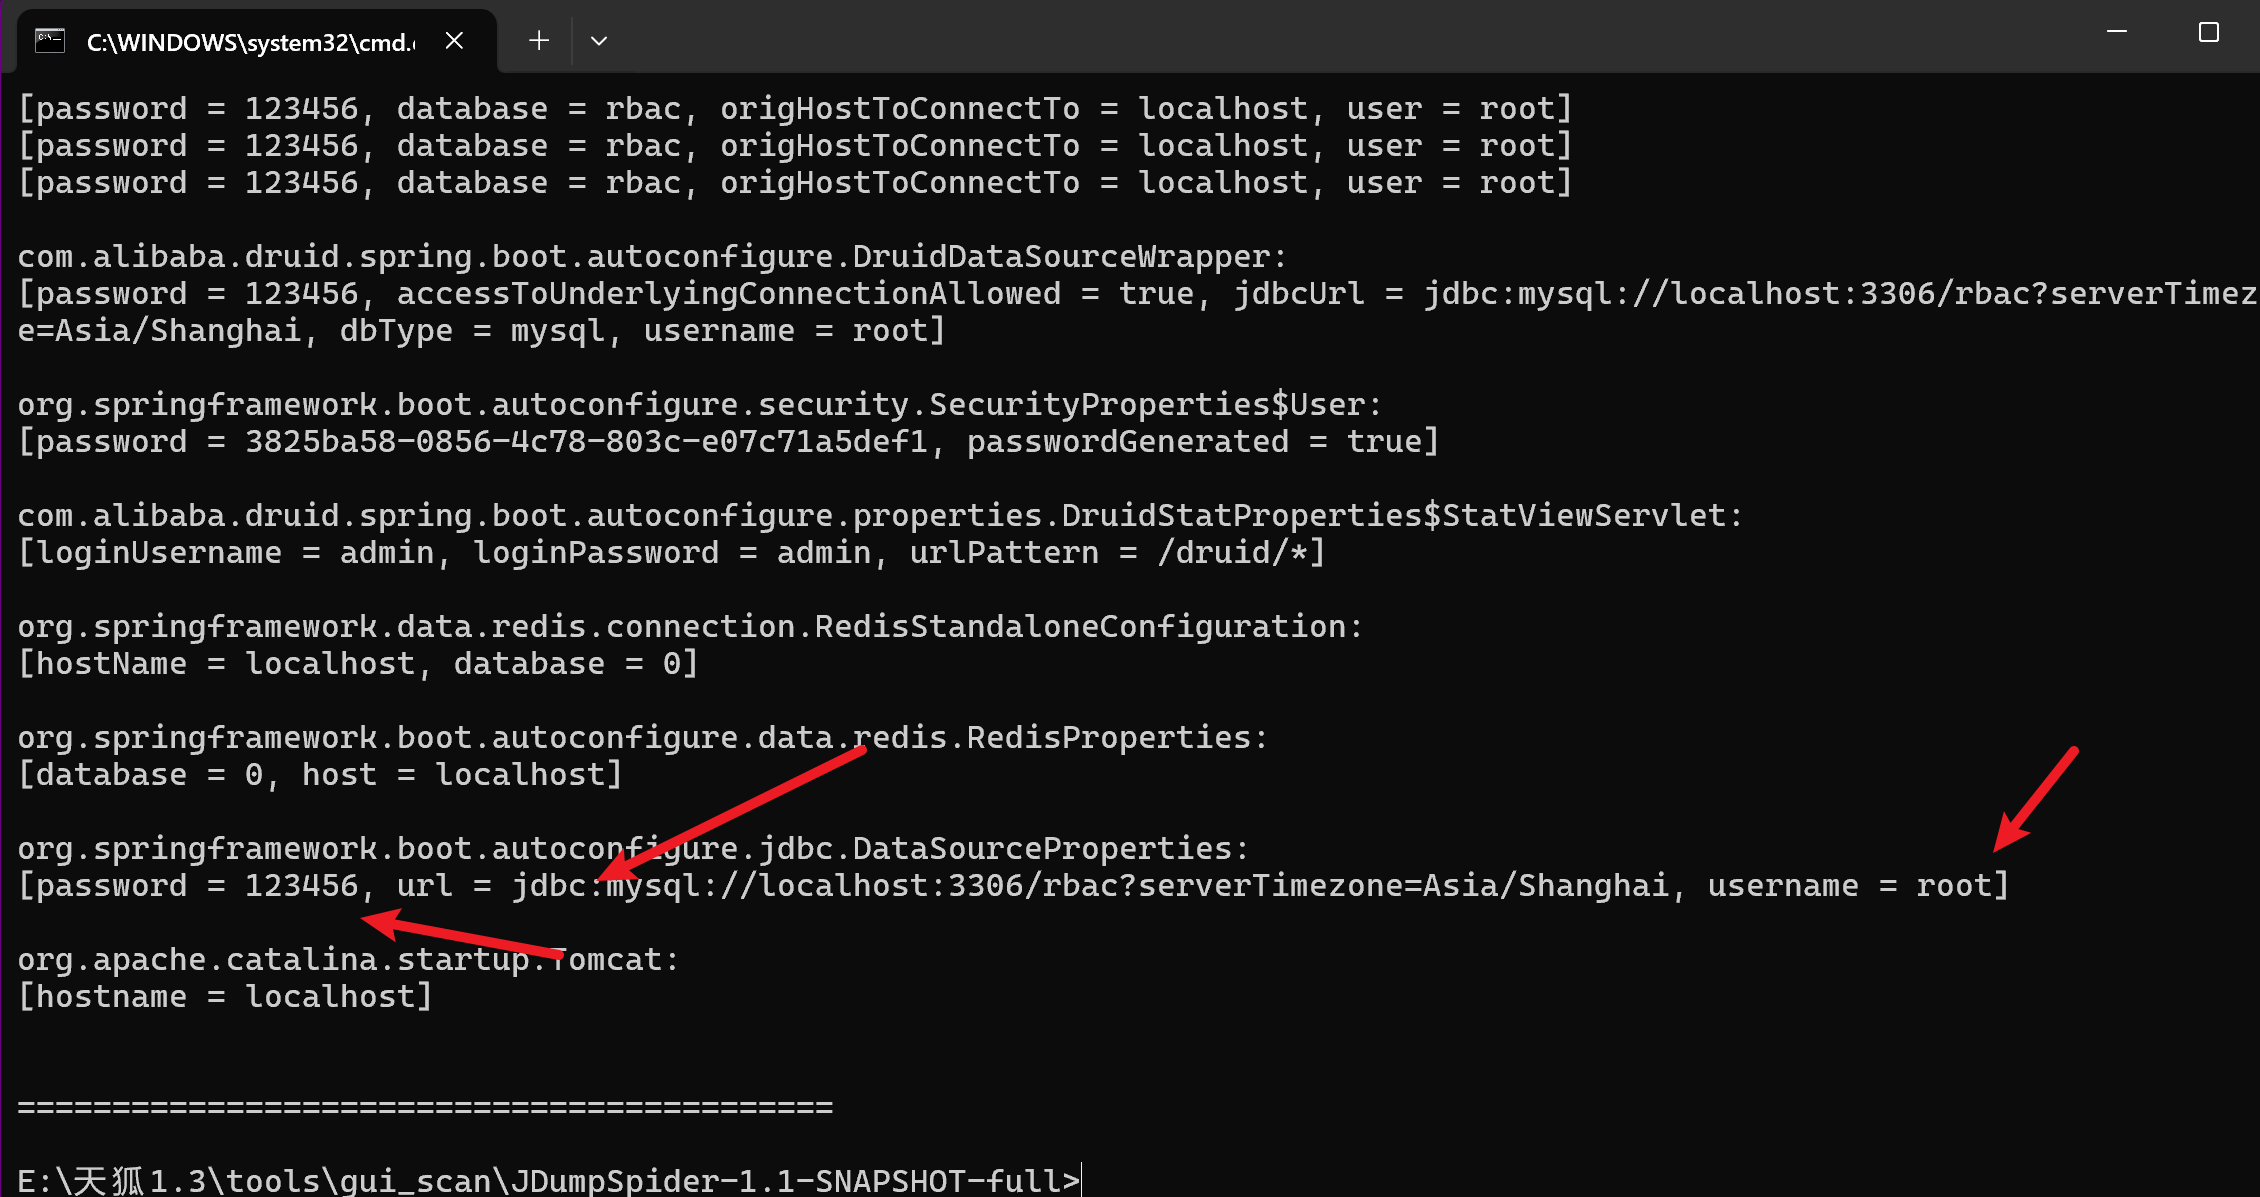 C:\WINDOWS\system32\cmd.e
[password = 123456, database = rbac, origHostToConnectTo = localhost, user = root]
[password = 123456, database = rbac, origHostToConnectTo = localhost, user = root]
[password = 123456, database = rbac, origHostToConnectTo = localhost, user = root]
com.alibaba.druid.spring.boot.autoconfigure.DruidDataSourceWrapper:
[password = 123456, accessToUnderlyingConnectionAllowed = true, jdbcUrl = jdbc:mysql://localhost:3306/rbac?serverTimez
e=Asia/Shanghai, dbType = mysql, username = root]
org.springframework.boot.autoconfigure.security.SecurityProperties$User:
[password = 3825ba58-0856-4c78-803c-e07c71a5def1, passwordGenerated = true]
com.alibaba.druid.spring.boot.autoconfigure.properties.DruidStatProperties$StatViewServlet:
[loginUsername = admin, loginPassword = admin, urlPattern = /druid/*]
org.springframework.data.redis.connection.RedisStandaloneConfiguration:
[hostName = localhost, database = 0]
org.springframework.boot.autoconfigure.data.redis.RedisProperties:
[database = 0, host = localhost]
org.springframework.boot.autoconfigure.jdbc.DataSourceProperties:
[password = 123456, url = jdbc:mysql://localhost:3306/rbac?serverTimezone=Asia/Shanghai, username = root]
org.apache.catalina.startup.Tomcat:
[hostname = localhost]
===========================================
E:\天狐1.3\tools\gui_scan\JDumpSpider-1.1-SNAPSHOT-full>